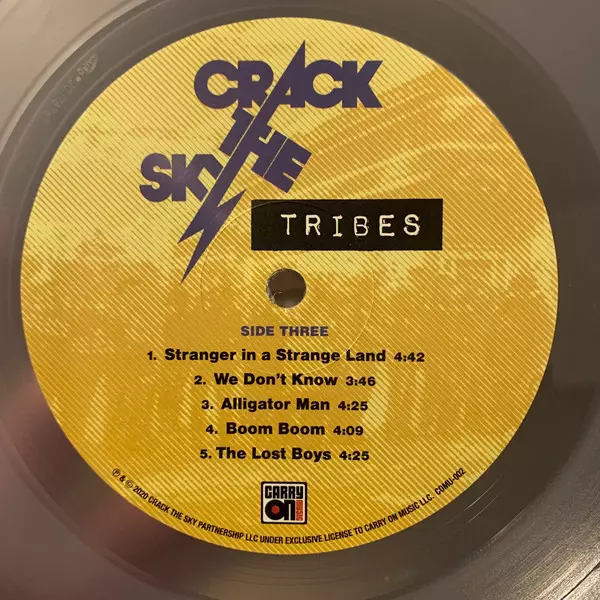 CRACK
THE
SKY
TRIBES
SIDE THREE
1. Stranger in a Strange Land 4:42
2. We Don't Know 3:46
3. Alligator Man 4:25
4. Boom Boom 4:09
5. The Lost Boys 4:25
CARRY
ON
MUSIC
℗ & © 2020 CRACK THE SKY PARTNERSHIP LLC UNDER EXCLUSIVE LICENSE TO CARRY ON MUSIC LLC. COMU-002